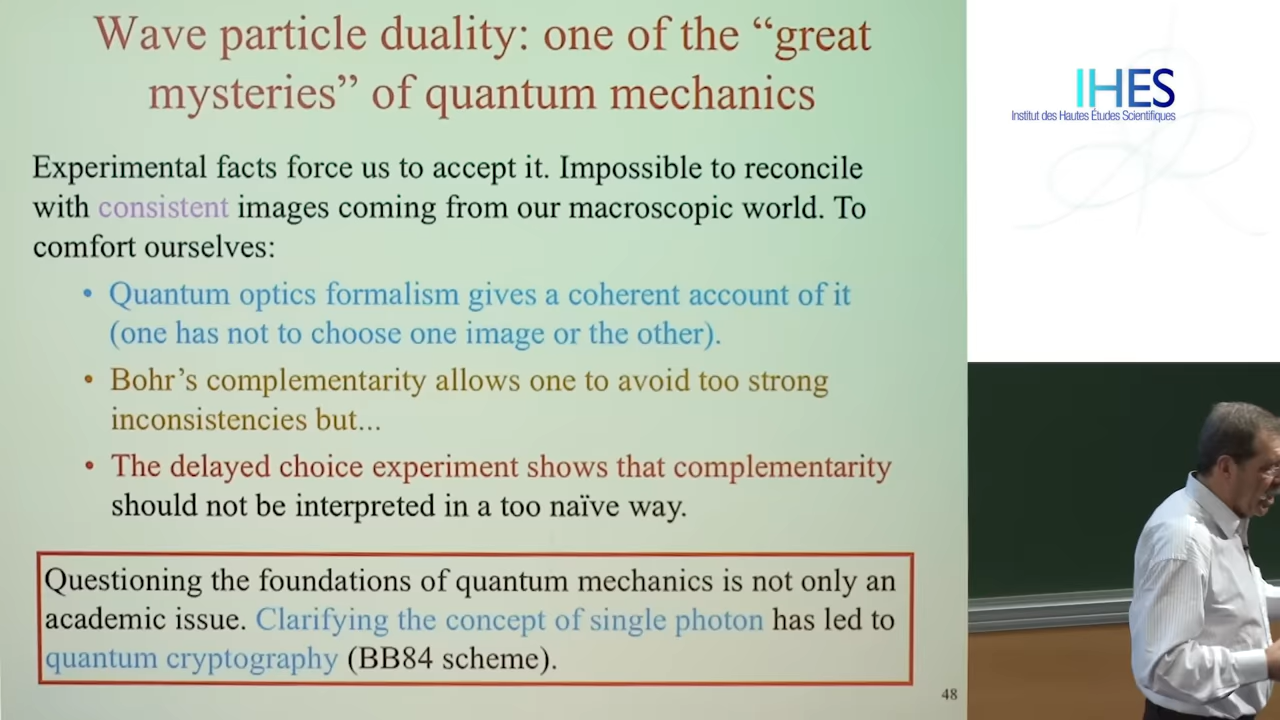 Wave particle duality: one of the “great
mysteries” of quantum mechanics
Experimental facts force us to accept it. Impossible to reconcile
with consistent images coming from our macroscopic world. To
comfort ourselves:
• Quantum optics formalism gives a coherent account of it
(one has not to choose one image or the other).
• Bohr’s complementarity allows one to avoid too strong
inconsistencies but...
• The delayed choice experiment shows that complementarity
should not be interpreted in a too naïve way.
Questioning the foundations of quantum mechanics is not only an
academic issue. Clarifying the concept of single photon has led to
quantum cryptography (BB84 scheme).
48
IHES
Institut des Hautes Études Scientifiques